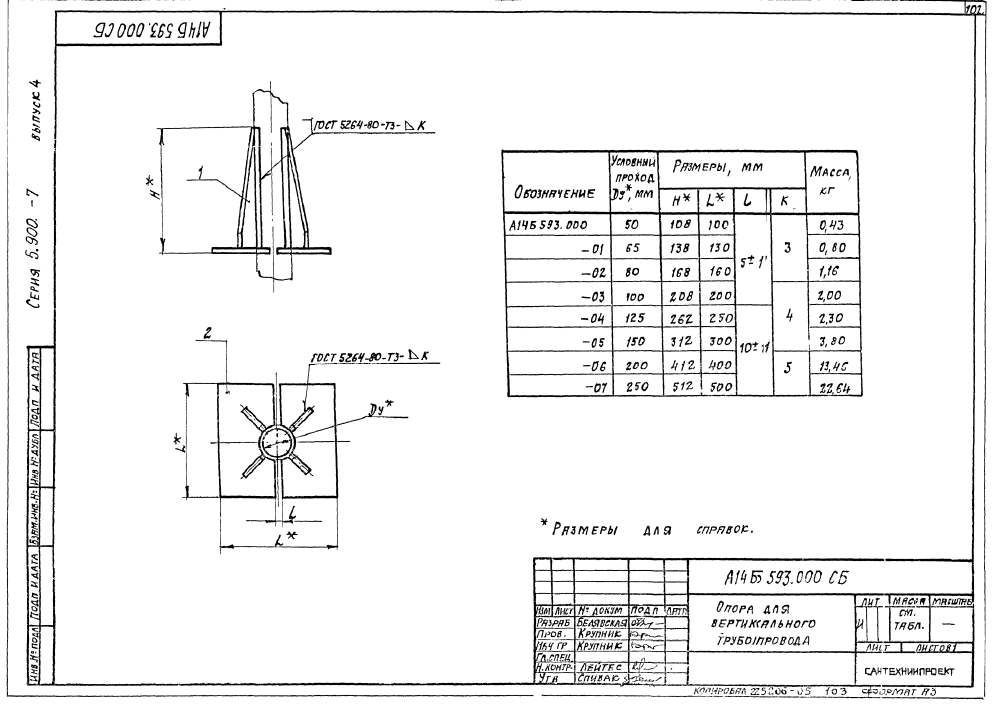 102
А14Б 593.000 СБ
Серия 5.900.-7 выпуск 4
ГОСТ 5264-80-Т3-⊿ К
H*
1
2
ГОСТ 5264-80-Т3-⊿ К
Dу*
L*
l
L*
Обозначение | Условный проход Dу*, мм | Размеры, мм | Масса, кг
H* | L* | l | К
А14Б 593.000 | 50 | 108 | 100 | 5±1 | 3 | 0,43
-01 | 65 | 138 | 130 | 0,80
-02 | 80 | 168 | 160 | 1,16
-03 | 100 | 208 | 200 | 4 | 2,00
-04 | 125 | 262 | 250 | 10±1 | 2,30
-05 | 150 | 312 | 300 | 3,80
-06 | 200 | 412 | 400 | 5 | 13,46
-07 | 250 | 512 | 500 | 22,64
* Размеры для справок.
Инв.№ подл Подп и дата Взам.инв.№ Инв.№ дубл Подп и дата
А14Б 593.000 СБ
Изм Лист № докум Подп Дата
Разраб Белявская
Пров. Крупник
Нач гр Крупник
Гл.спец.
Н.контр. Лейтес
Утв Спивак
Опора для
вертикального
трубопровода
Лит Масса Масштаб
И см. табл. —
Лист Листов 1
Сантехниипроект
Копировал 225206-05 103 Формат А3